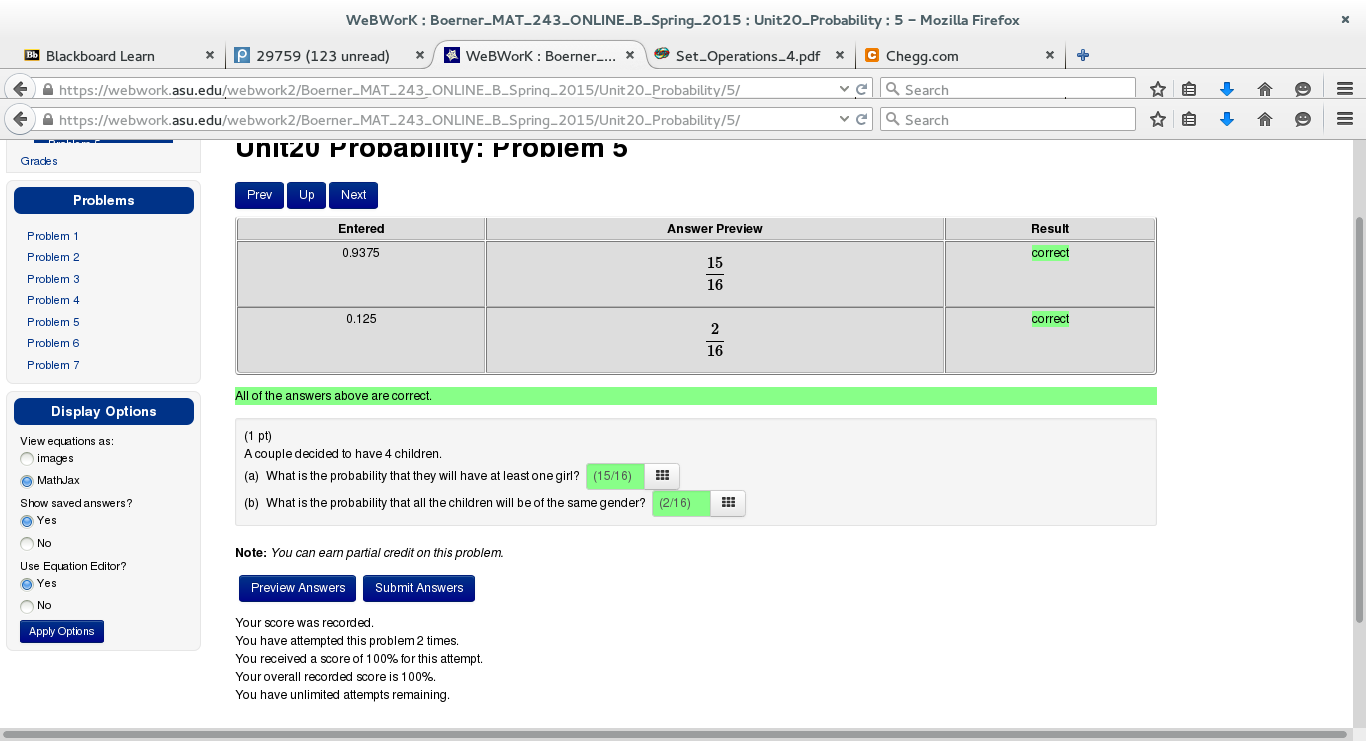 WeBWorK : Boerner_MAT_243_ONLINE_B_Spring_2015 : Unit20_Probability : 5 - Mozilla Firefox
Bb Blackboard Learn
29759 (123 unread)
WeBWorK : Boerner_...
Set_Operations_4.pdf
Chegg.com
https://webwork.asu.edu/webwork2/Boerner_MAT_243_ONLINE_B_Spring_2015/Unit20_Probability/5/
Search
https://webwork.asu.edu/webwork2/Boerner_MAT_243_ONLINE_B_Spring_2015/Unit20_Probability/5/
Search
Grades
Problems
Problem 1
Problem 2
Problem 3
Problem 4
Problem 5
Problem 6
Problem 7
Display Options
View equations as:
images
MathJax
Show saved answers?
Yes
No
Use Equation Editor?
Yes
No
Apply Options
Unit20 Probability: Problem 5
Prev Up Next
Entered Answer Preview Result
0.9375 15/16 correct
0.125 2/16 correct
All of the answers above are correct.
(1 pt)
A couple decided to have 4 children.
(a) What is the probability that they will have at least one girl? (15/16)
(b) What is the probability that all the children will be of the same gender? (2/16)
Note: You can earn partial credit on this problem.
Preview Answers Submit Answers
Your score was recorded.
You have attempted this problem 2 times.
You received a score of 100% for this attempt.
Your overall recorded score is 100%.
You have unlimited attempts remaining.